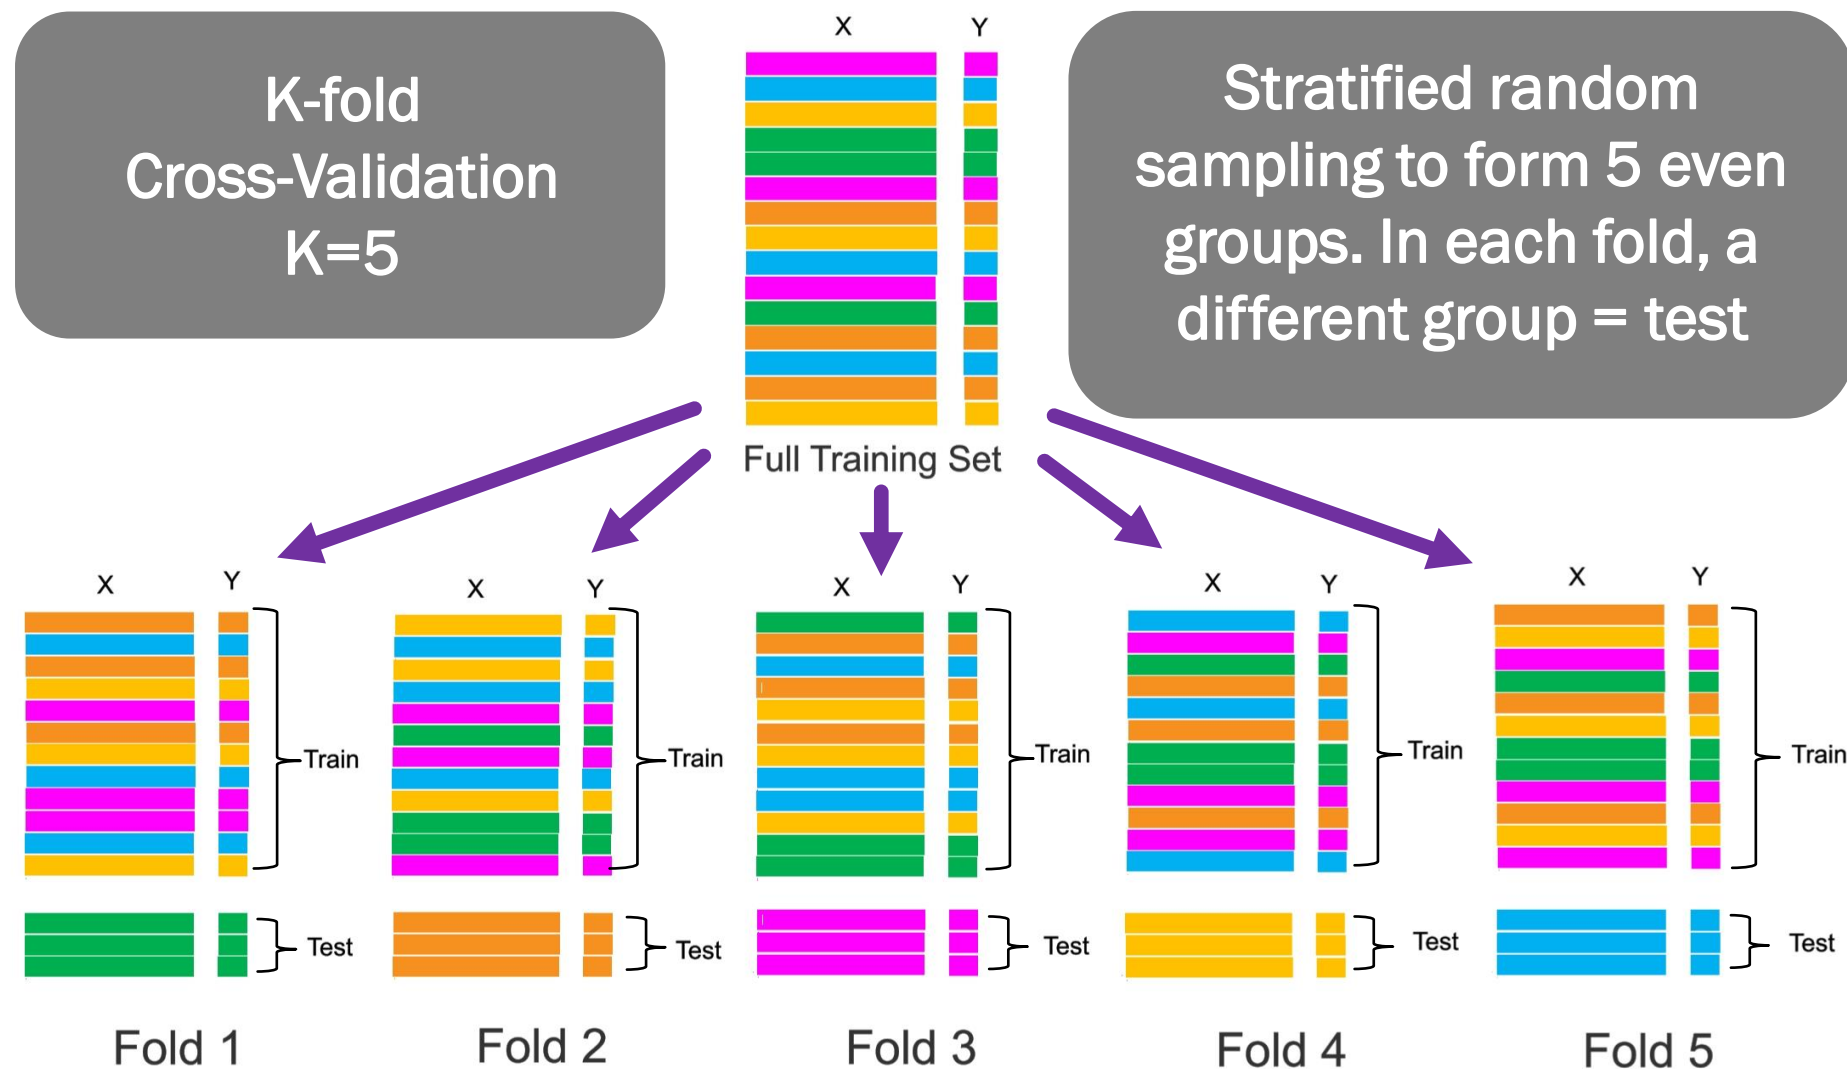 K-fold
Cross-Validation
K=5
X Y
Stratified random
sampling to form 5 even
groups. In each fold, a
different group = test
Full Training Set
X Y
Train
Test
Fold 1
X Y
Train
Test
Fold 2
X Y
Train
Test
Fold 3
X Y
Train
Test
Fold 4
X Y
Train
Test
Fold 5